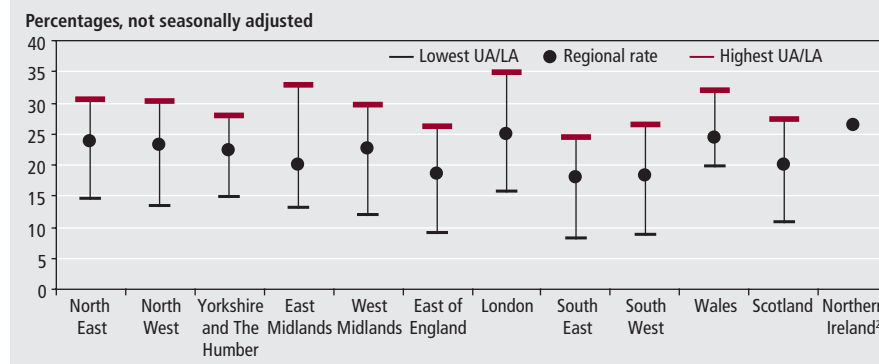 Percentages, not seasonally adjusted
40
35
30
25
20
15
10
5
0
Lowest UA/LA
Regional rate
Highest UA/LA
North East
North West
Yorkshire and The Humber
East Midlands
West Midlands
East of England
London
South East
South West
Wales
Scotland
Northern Ireland²